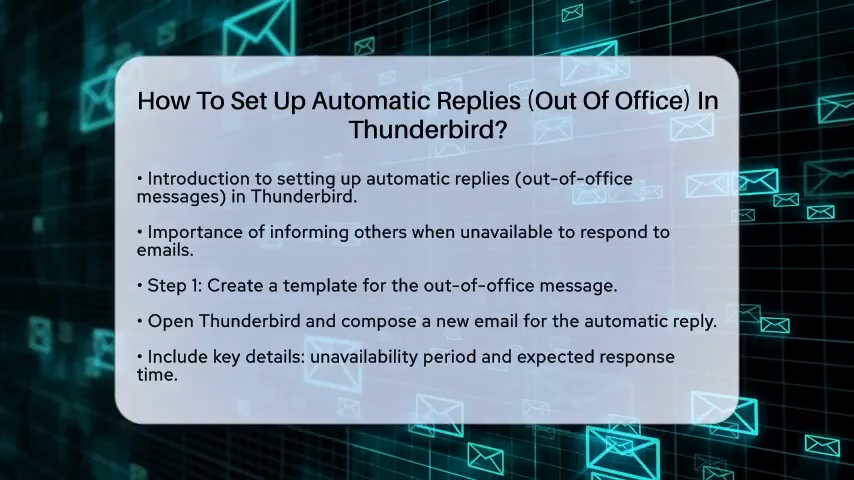 How To Set Up Automatic Replies (Out Of Office) In
Thunderbird?
• Introduction to setting up automatic replies (out-of-office
messages) in Thunderbird.
• Importance of informing others when unavailable to respond to
emails.
• Step 1: Create a template for the out-of-office message.
• Open Thunderbird and compose a new email for the automatic reply.
• Include key details: unavailability period and expected response
time.